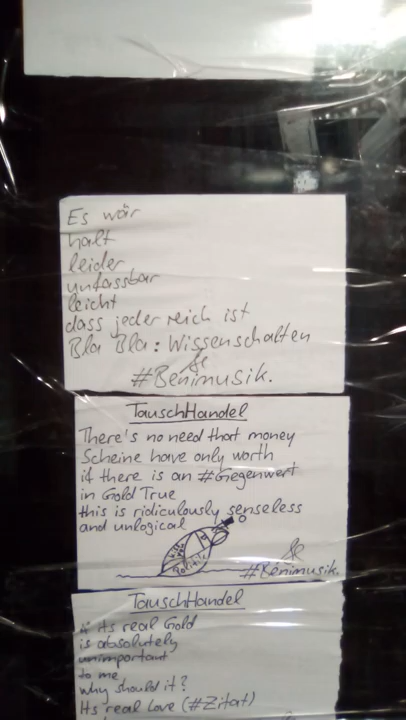 Es wär
halt
leider
unfassbar
leicht
dass jeder reich ist
Bla Bla: Wissenschalten
&
#Benimusik.
TauschHandel
There's no need that money
Scheine have only worth
if there is an #Gegenwert
in Gold True
this is ridiculously senseless
and unlogical
&
#Benimusik.
TauschHandel
if its real Gold
is absolutely
unimportant
to me
why should it?
Its real Love (#Zitat)